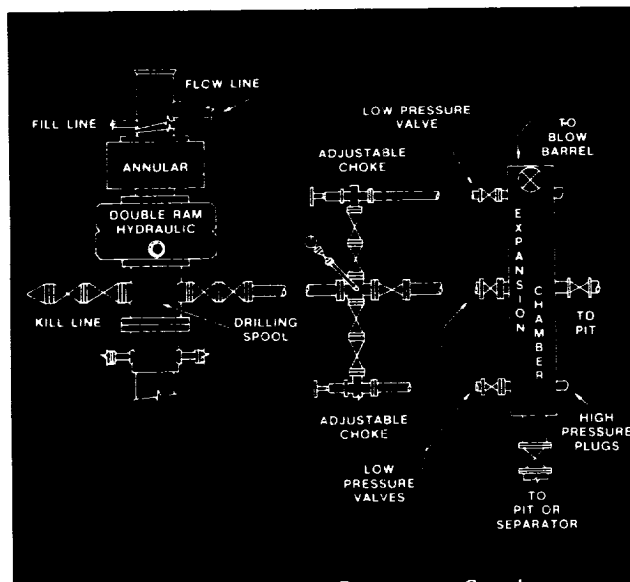 FLOW LINE
FILL LINE
ANNULAR
DOUBLE RAM
HYDRAULIC
KILL LINE
DRILLING
SPOOL
ADJUSTABLE
CHOKE
ADJUSTABLE
CHOKE
LOW PRESSURE
VALVE
TO
BLOW
BARREL
EXPANSION
CHAMBER
TO
PIT
LOW
PRESSURE
VALVES
HIGH
PRESSURE
PLUGS
TO
PIT OR
SEPARATOR